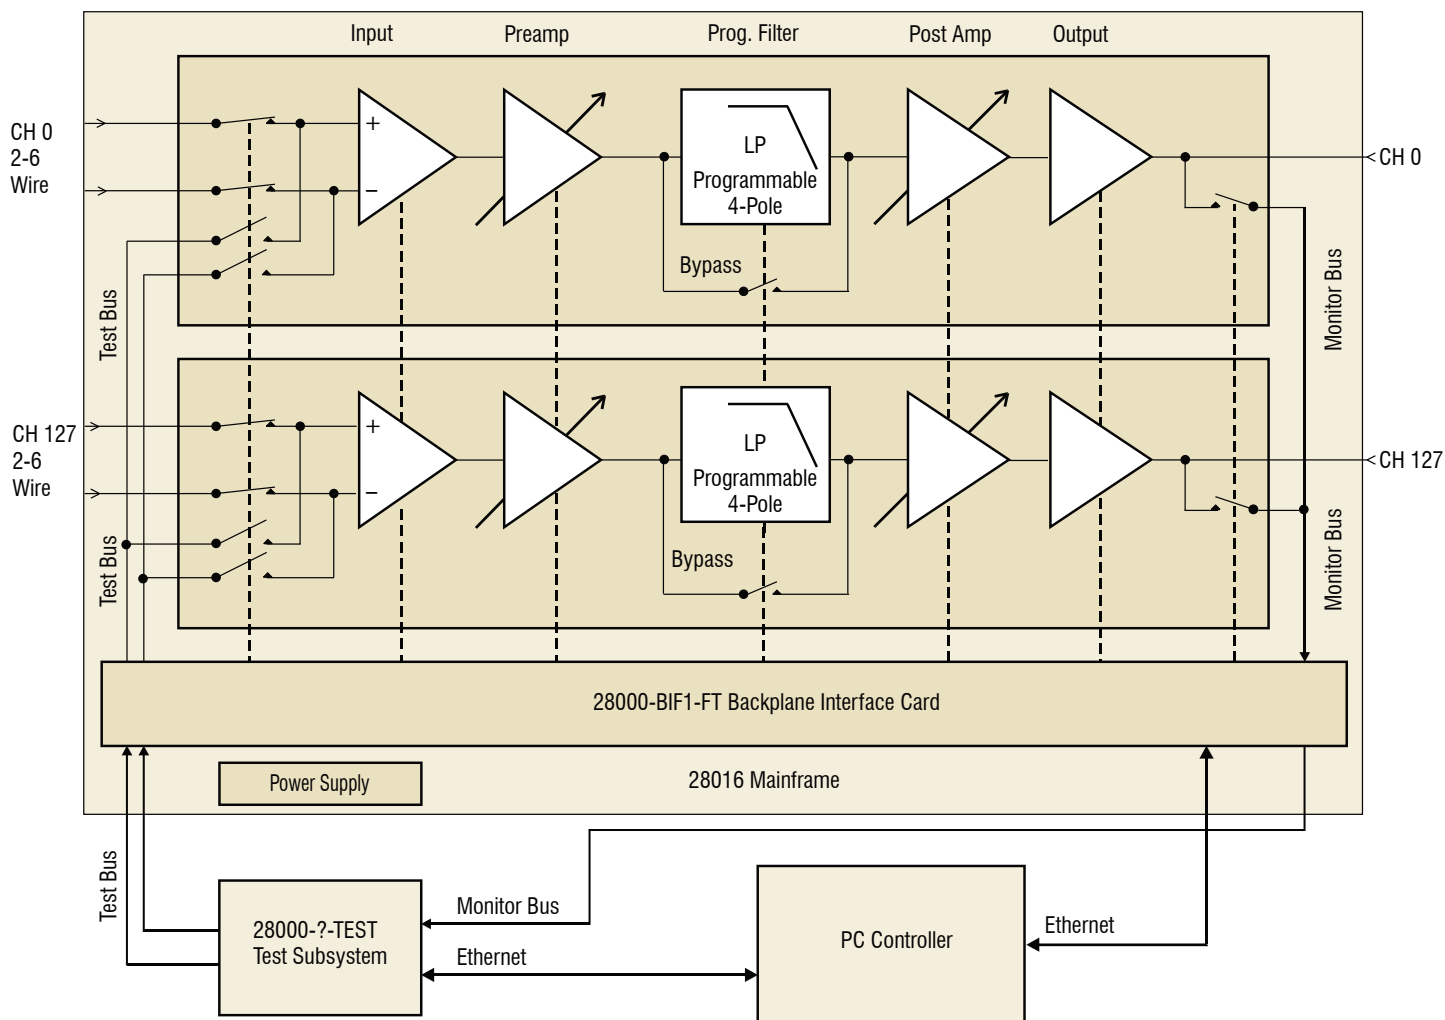 Input
Preamp
Prog. Filter
Post Amp
Output
CH 0
2-6
Wire
+
−
LP
Programmable
4-Pole
Bypass
CH 0
Test Bus
Monitor Bus
CH 127
2-6
Wire
+
−
LP
Programmable
4-Pole
Bypass
CH 127
Test Bus
Monitor Bus
28000-BIF1-FT Backplane Interface Card
Power Supply
28016 Mainframe
Test Bus
28000-?-TEST
Test Subsystem
Monitor Bus
Ethernet
PC Controller
Ethernet